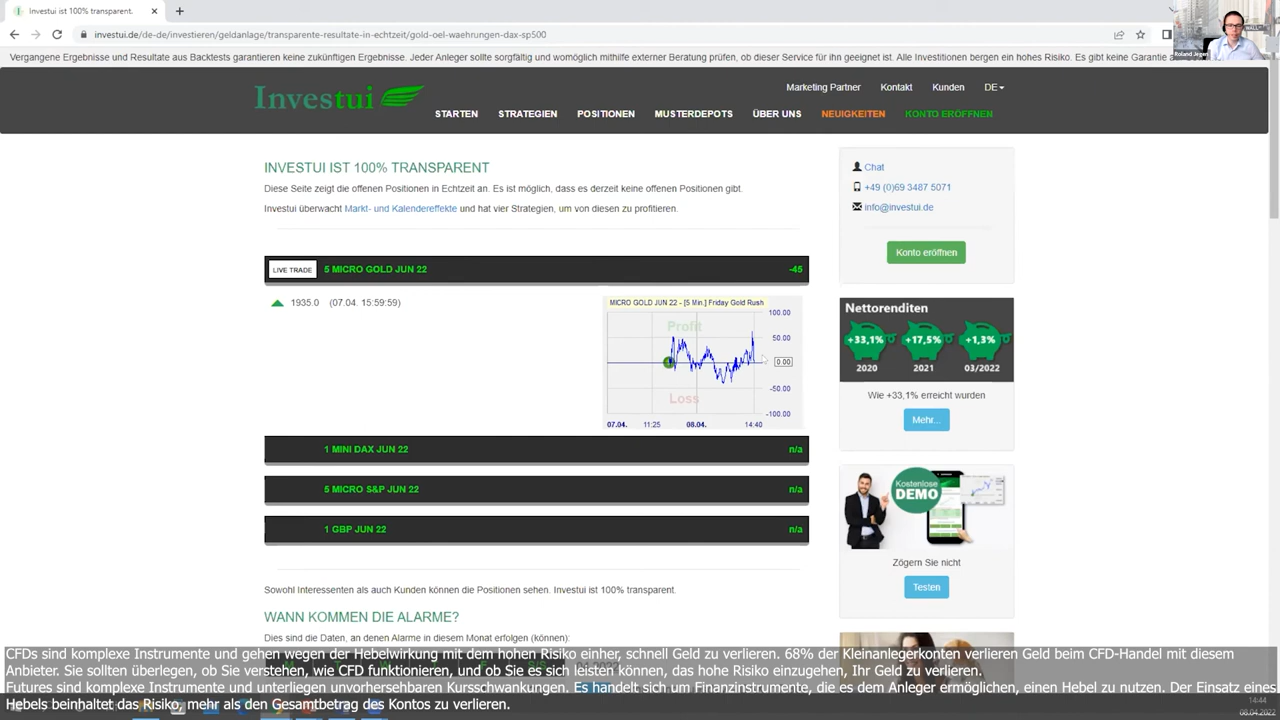 Investui ist 100% transparent.
investui.de/de-de/investieren/geldanlage/transparente-resultate-in-echtzeit/gold-oel-waehrungen-dax-sp500
Roland Jegen
Vergangene Ergebnisse und Resultate aus Backtests garantieren keine zukünftigen Ergebnisse. Jeder Anleger sollte sorgfältig und womöglich mithilfe externer Beratung prüfen, ob dieser Service für ihn geeignet ist. Alle Investitionen bergen ein hohes Risiko. Es gibt keine Garantie
Investui
Marketing Partner Kontakt Kunden DE
STARTEN STRATEGIEN POSITIONEN MUSTERDEPOTS ÜBER UNS NEUIGKEITEN KONTO ERÖFFNEN
INVESTUI IST 100% TRANSPARENT
Diese Seite zeigt die offenen Positionen in Echtzeit an. Es ist möglich, dass es derzeit keine offenen Positionen gibt.
Investui überwacht Markt- und Kalendereffekte und hat vier Strategien, um von diesen zu profitieren.
LIVE TRADE 5 MICRO GOLD JUN 22 -45
1935.0 (07.04. 15:59:59)
MICRO GOLD JUN 22 - [5 Min.] Friday Gold Rush
100.00
Profit
50.00
0.00
-50.00
Loss
-100.00
07.04. 11:25 08.04. 14:40
1 MINI DAX JUN 22 n/a
5 MICRO S&P JUN 22 n/a
1 GBP JUN 22 n/a
Sowohl Interessenten als auch Kunden können die Positionen sehen. Investui ist 100% transparent.
WANN KOMMEN DIE ALARME?
Dies sind die Daten, an denen Alarme in diesem Monat erfolgen (können):
Chat
+49 (0)69 3487 5071
info@investui.de
Konto eröffnen
Nettorenditen
+33,1% +17,5% +1,3%
2020 2021 03/2022
Wie +33,1% erreicht wurden
Mehr...
Kostenlose
DEMO
Zögern Sie nicht
Testen
CFDs sind komplexe Instrumente und gehen wegen der Hebelwirkung mit dem hohen Risiko einher, schnell Geld zu verlieren. 68% der Kleinanlegerkonten verlieren Geld beim CFD-Handel mit diesem
Anbieter. Sie sollten überlegen, ob Sie verstehen, wie CFD funktionieren, und ob Sie es sich leisten können, das hohe Risiko einzugehen, Ihr Geld zu verlieren.
Futures sind komplexe Instrumente und unterliegen unvorhersehbaren Kursschwankungen. Es handelt sich um Finanzinstrumente, die es dem Anleger ermöglichen, einen Hebel zu nutzen. Der Einsatz eines
Hebels beinhaltet das Risiko, mehr als den Gesamtbetrag des Kontos zu verlieren.
14:44
08.04.2022